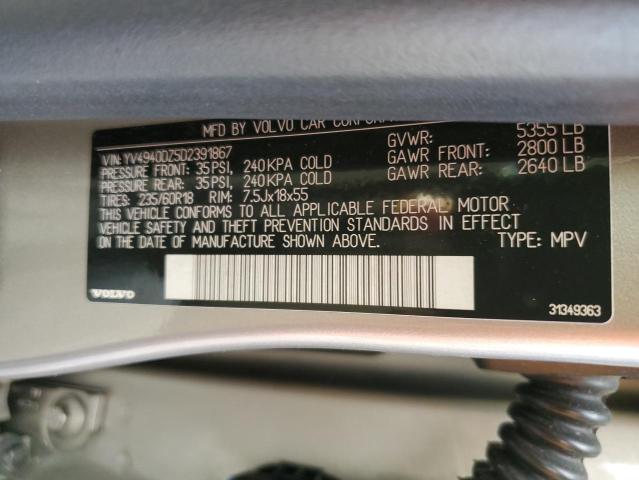 MFD BY VOLVO CAR
VIN: YV4940DZ5D2391867 GVWR: 5355 LB
PRESSURE FRONT: 35PSI, 240KPA COLD GAWR FRONT: 2800 LB
PRESSURE REAR: 35PSI, 240KPA COLD GAWR REAR: 2640 LB
TIRES: 235/60R18 RIM: 7.5Jx18x55
THIS VEHICLE CONFORMS TO ALL APPLICABLE FEDERAL MOTOR
VEHICLE SAFETY AND THEFT PREVENTION STANDARDS IN EFFECT
ON THE DATE OF MANUFACTURE SHOWN ABOVE. TYPE: MPV
VOLVO 31349363